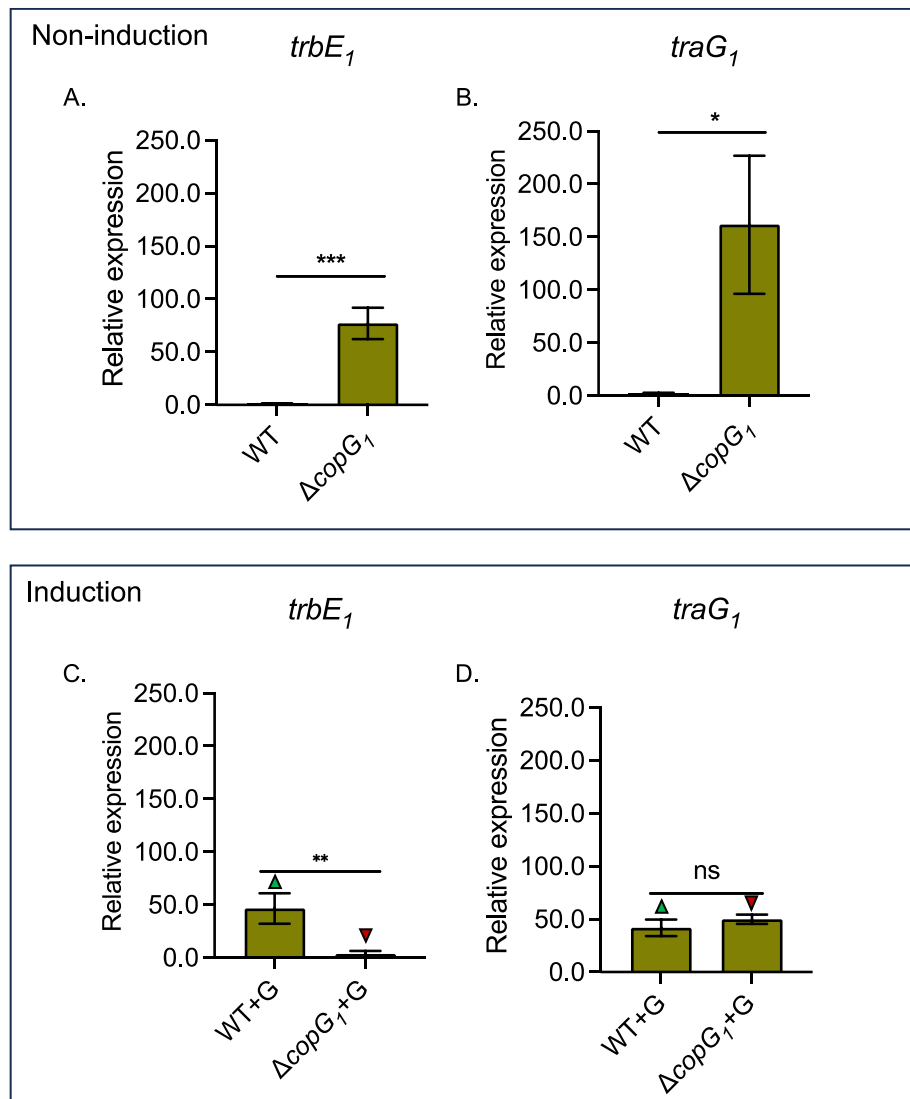 Non-induction
trbE₁
traG₁
A.
B.
Relative expression
250.0
200.0
150.0
100.0
50.0
0.0
***
WT
ΔcopG₁
Relative expression
250.0
200.0
150.0
100.0
50.0
0.0
*
WT
ΔcopG₁
Induction
trbE₁
traG₁
C.
D.
Relative expression
250.0
200.0
150.0
100.0
50.0
0.0
**
WT+G
ΔcopG₁+G
Relative expression
250.0
200.0
150.0
100.0
50.0
0.0
ns
WT+G
ΔcopG₁+G